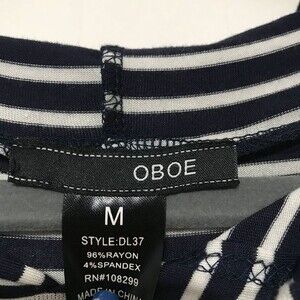 OBOE
M
STYLE:DL37
96%RAYON
4%SPANDEX
RN#108299
MADE IN CHINA